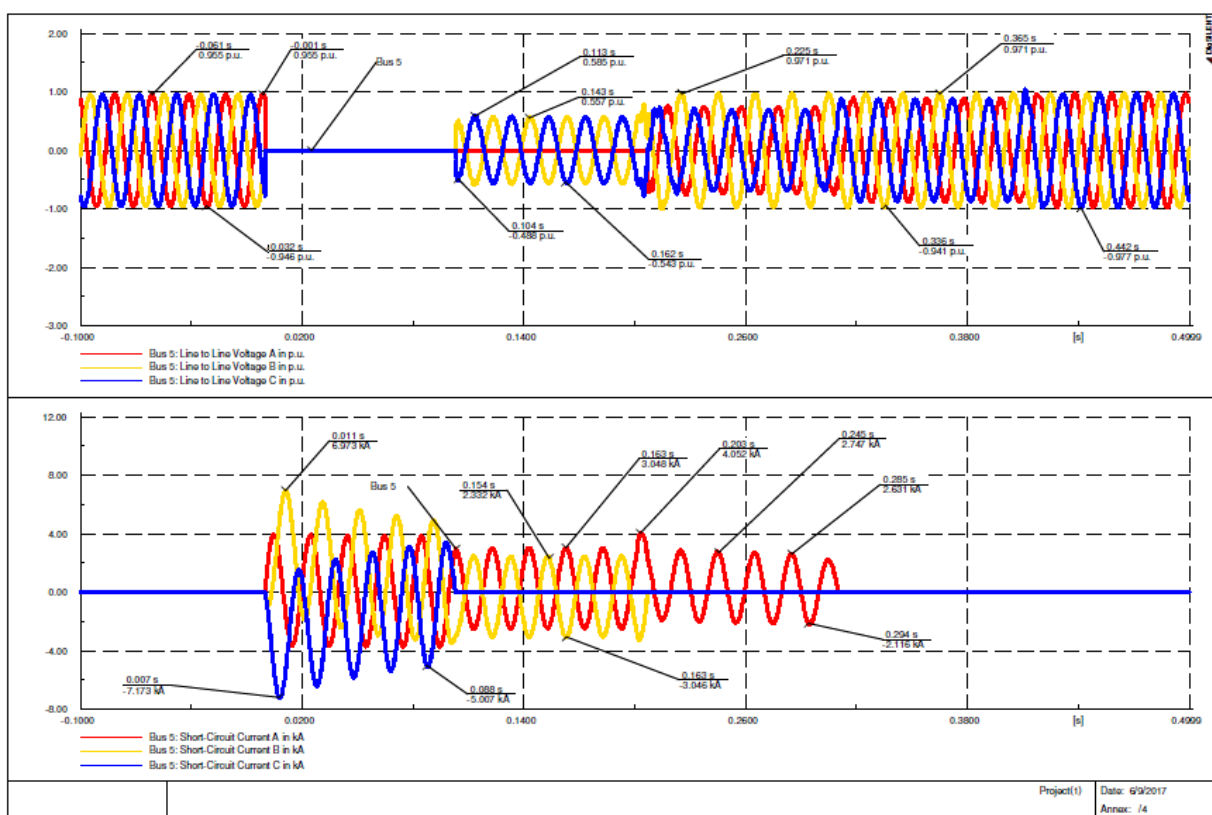 2.00
1.00
0.00
-1.00
-2.00
-3.00
-0.061 s
0.955 p.u.
-0.001 s
0.955 p.u.
Bus 5
0.113 s
0.585 p.u.
0.143 s
0.557 p.u.
0.225 s
0.971 p.u.
0.365 s
0.971 p.u.
-0.032 s
-0.946 p.u.
0.104 s
-0.488 p.u.
0.162 s
-0.543 p.u.
0.336 s
-0.941 p.u.
0.442 s
-0.977 p.u.
-0.1000 0.0200 0.1400 0.2600 0.3800 [s] 0.4999
Bus 5: Line to Line Voltage A in p.u.
Bus 5: Line to Line Voltage B in p.u.
Bus 5: Line to Line Voltage C in p.u.
DIgSILENT
12.00
8.00
4.00
0.00
-4.00
-8.00
0.011 s
6.973 kA
Bus 5
0.154 s
2.332 kA
0.163 s
3.048 kA
0.203 s
4.052 kA
0.245 s
2.747 kA
0.285 s
2.631 kA
0.007 s
-7.173 kA
0.088 s
-5.007 kA
0.163 s
-3.046 kA
0.294 s
-2.116 kA
-0.1000 0.0200 0.1400 0.2600 0.3800 [s] 0.4999
Bus 5: Short-Circuit Current A in kA
Bus 5: Short-Circuit Current B in kA
Bus 5: Short-Circuit Current C in kA
Project(1)
Date: 6/9/2017
Annex: /4